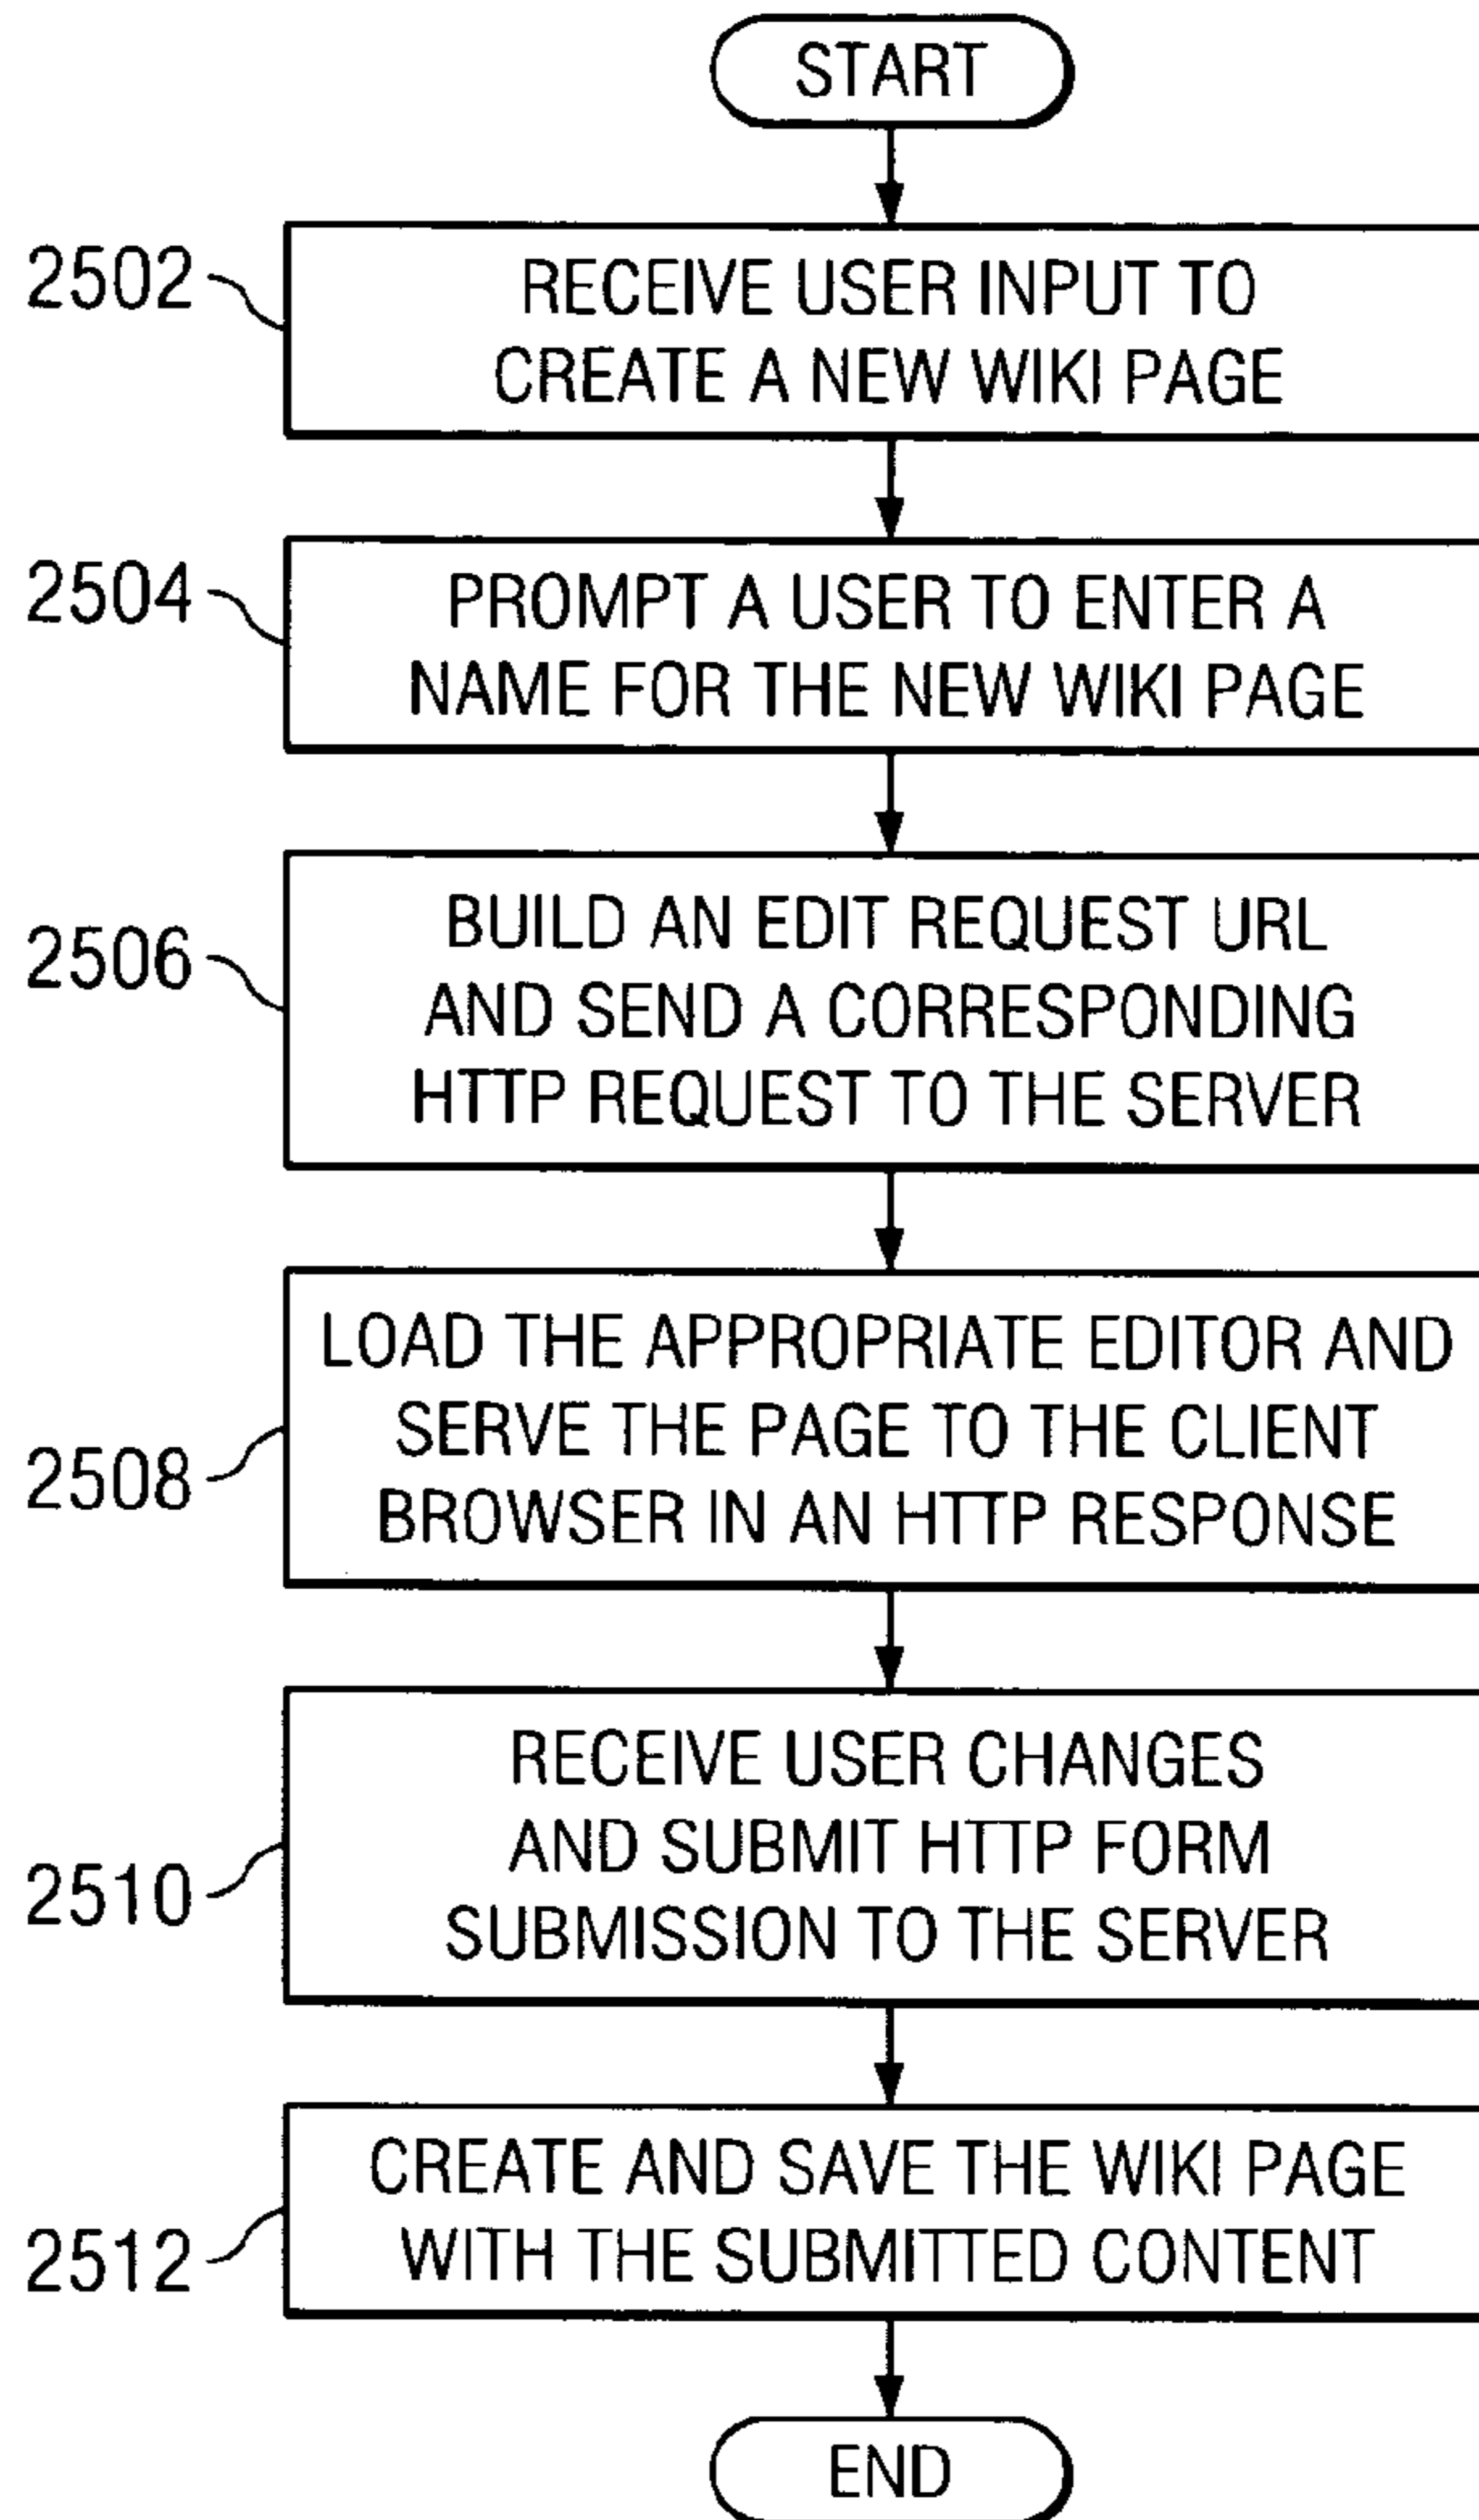 START
2502
RECEIVE USER INPUT TO
CREATE A NEW WIKI PAGE
2504
PROMPT A USER TO ENTER A
NAME FOR THE NEW WIKI PAGE
2506
BUILD AN EDIT REQUEST URL
AND SEND A CORRESPONDING
HTTP REQUEST TO THE SERVER
2508
LOAD THE APPROPRIATE EDITOR AND
SERVE THE PAGE TO THE CLIENT
BROWSER IN AN HTTP RESPONSE
2510
RECEIVE USER CHANGES
AND SUBMIT HTTP FORM
SUBMISSION TO THE SERVER
2512
CREATE AND SAVE THE WIKI PAGE
WITH THE SUBMITTED CONTENT
END